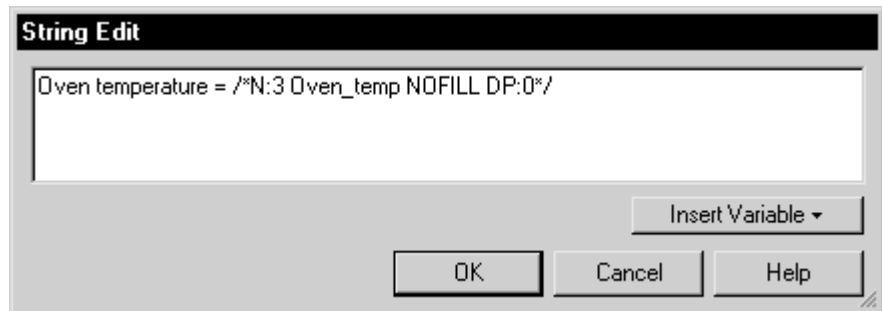 String Edit
Oven temperature = /*N:3 Oven_temp NOFILL DP:0*/
Insert Variable
OK Cancel Help